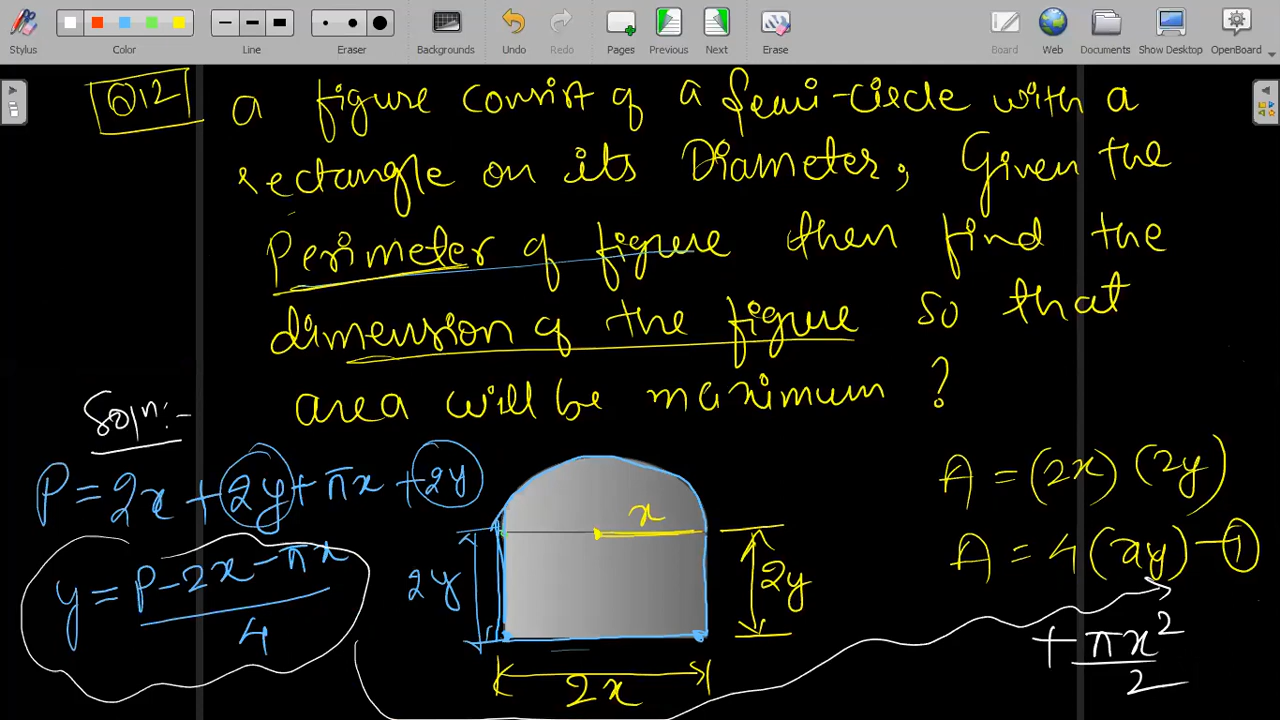 Stylus Color Line Eraser Backgrounds Undo Redo Pages Previous Next Erase Board Web Documents Show Desktop OpenBoard
Q12 a figure consist of a Semi-circle with a
rectangle on its Diameter, Given the
Perimeter of figure then find the
dimension of the figure so that
area will be maximum ?
Soln:-
P = 2x + 2y + πx + 2y
y = P-2x-πx / 4
x
2y
2y
2x
A = (2x) (2y)
A = 4(xy) - ①
+ πx² / 2